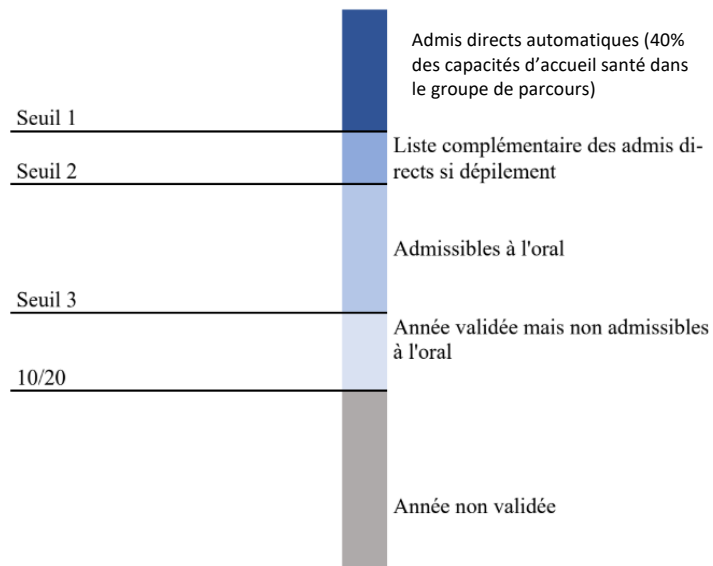 Admis directs automatiques (40%
des capacités d’accueil santé dans
le groupe de parcours)
Seuil 1
Liste complémentaire des admis di-
rects si dépilement
Seuil 2
Admissibles à l'oral
Seuil 3
Année validée mais non admissibles
à l'oral
10/20
Année non validée